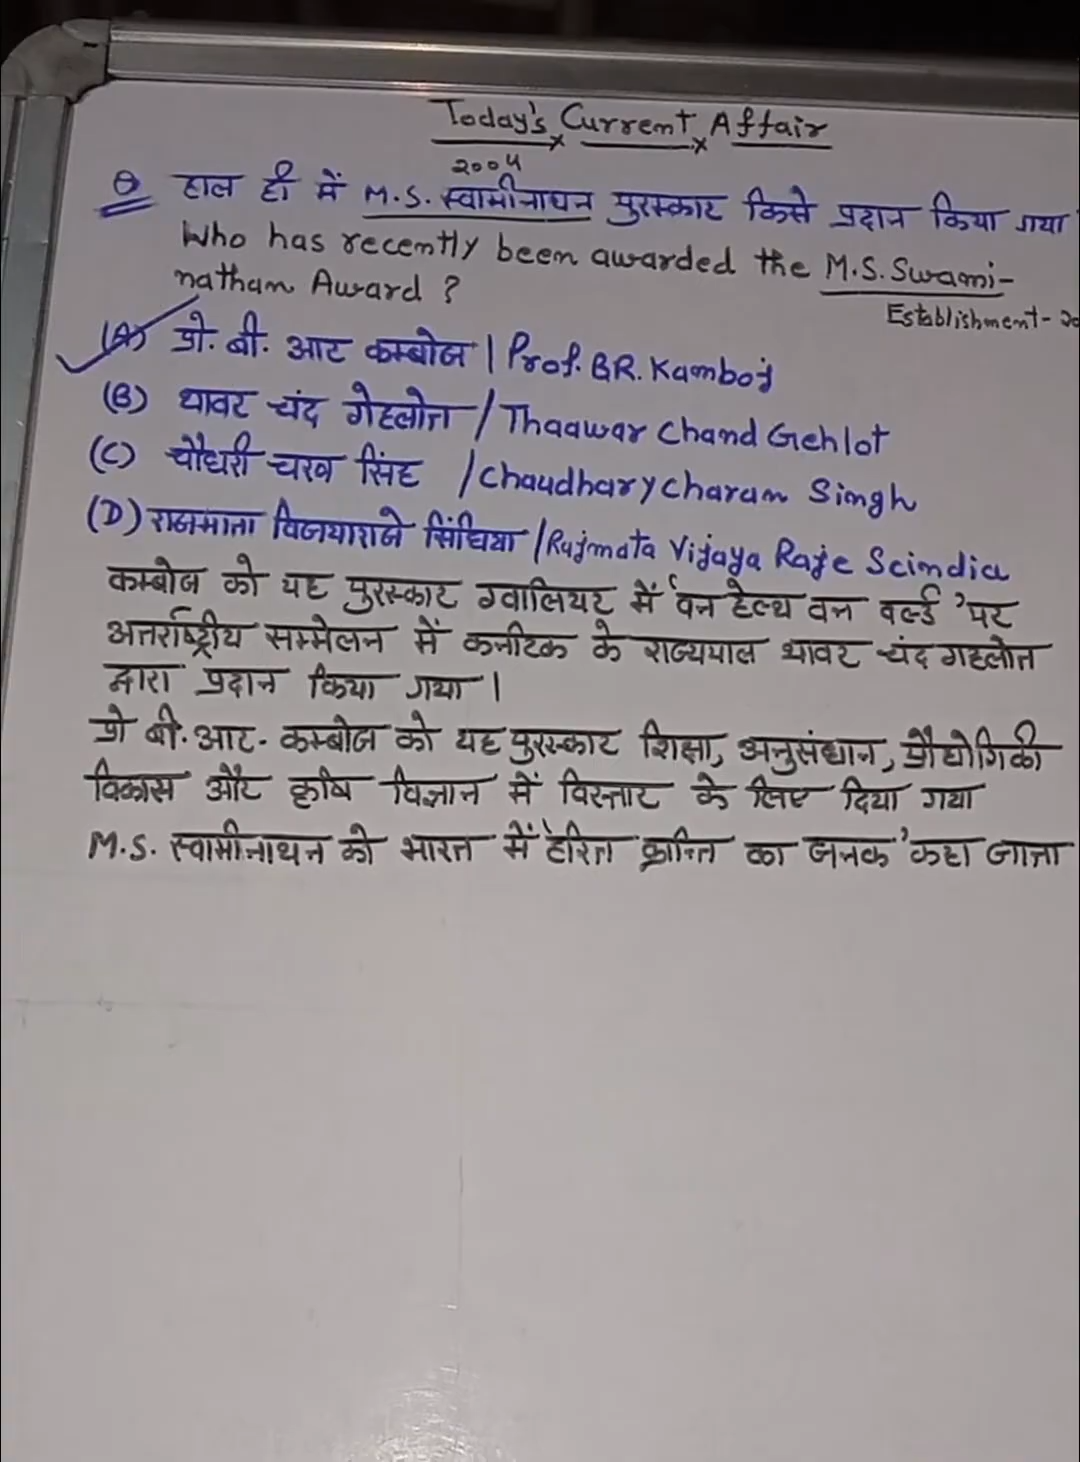 Today's Current Affair
2004
Q हाल ही में M.S. स्वामीनाथन पुरस्कार किसे प्रदान किया गया
Who has recently been awarded the M.S. Swami-
nathan Award ?
Establishment - 20
(A) प्रो. बी. आर कम्बोज | Prof. B.R. Kamboj
(B) थावर चंद गेहलोत / Thaawar Chand Gehlot
(C) चौधरी चरण सिंह / Chaudhary Charan Singh
(D) राजमाता विजयाराजे सिंधिया / Rajmata Vijaya Raje Scindia
कम्बोज को यह पुरस्कार ग्वालियर में 'वन हेल्थ वन वर्ल्ड' पर
अन्तर्राष्ट्रीय सम्मेलन में कर्नाटक के राज्यपाल थावर चंद गहलोत
द्वारा प्रदान किया गया ।
प्रो बी. आर. कम्बोज को यह पुरस्कार शिक्षा, अनुसंधान, प्रौद्योगिकी
विकास और कृषि विज्ञान में विस्तार के लिए दिया गया
M.S. स्वामीनाथन को भारत में 'हरित क्रान्ति का जनक' कहा जाता